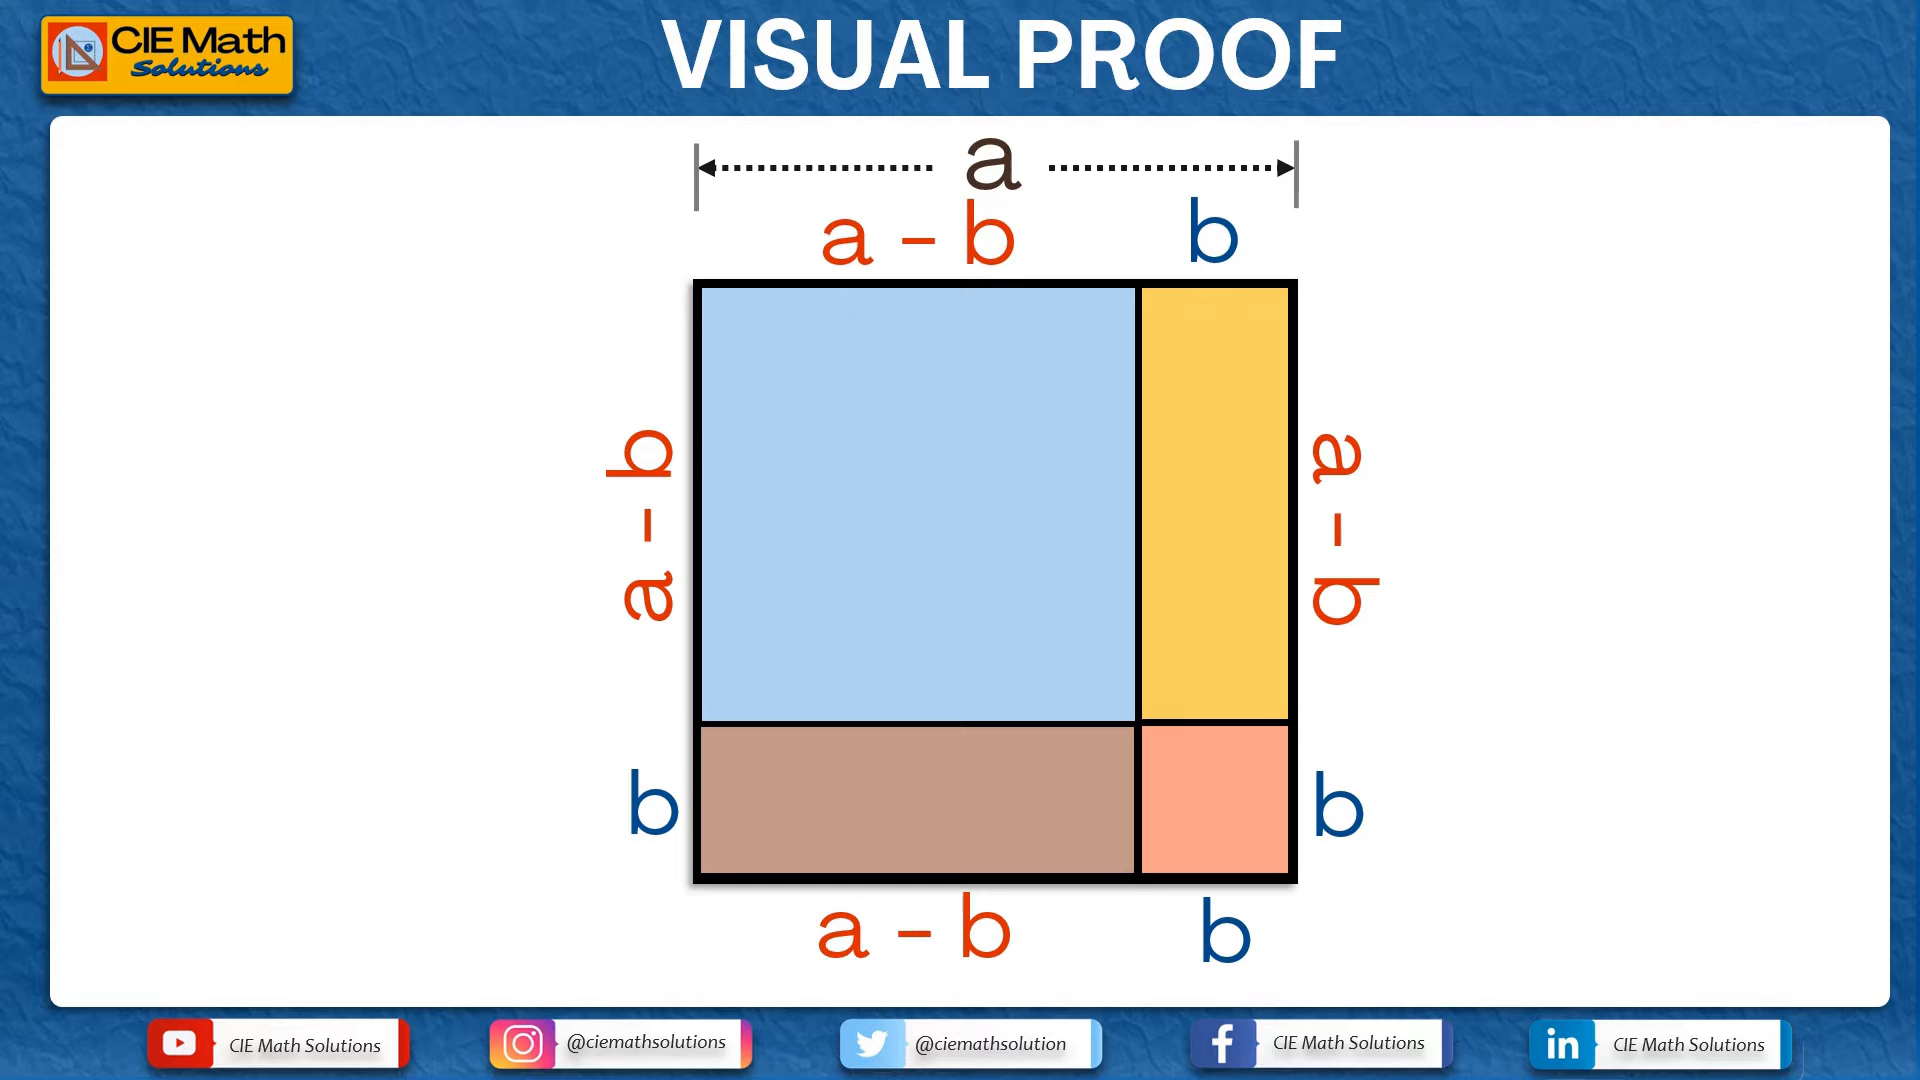 CIE Math
Solutions
VISUAL PROOF
a
a - b
b
a - b
a - b
b
b
a - b
b
CIE Math Solutions
@ciemathsolutions
@ciemathsolution
CIE Math Solutions
CIE Math Solutions